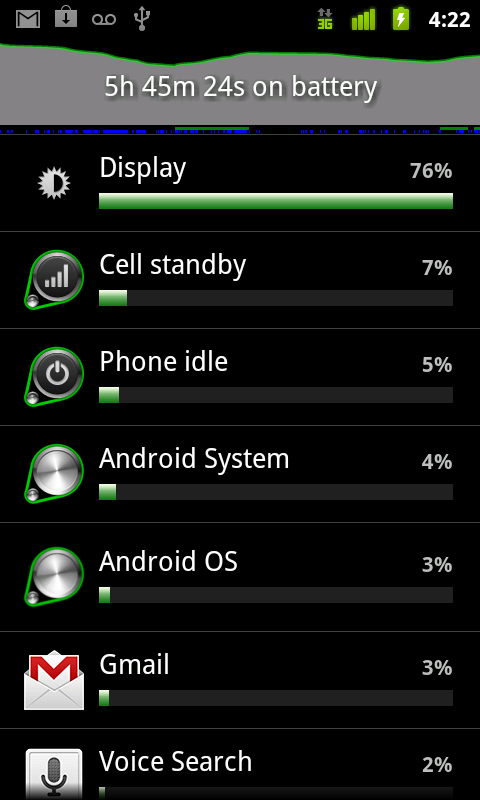 3G 4:22
5h 45m 24s on battery
Display 76%
Cell standby 7%
Phone idle 5%
Android System 4%
Android OS 3%
Gmail 3%
Voice Search 2%